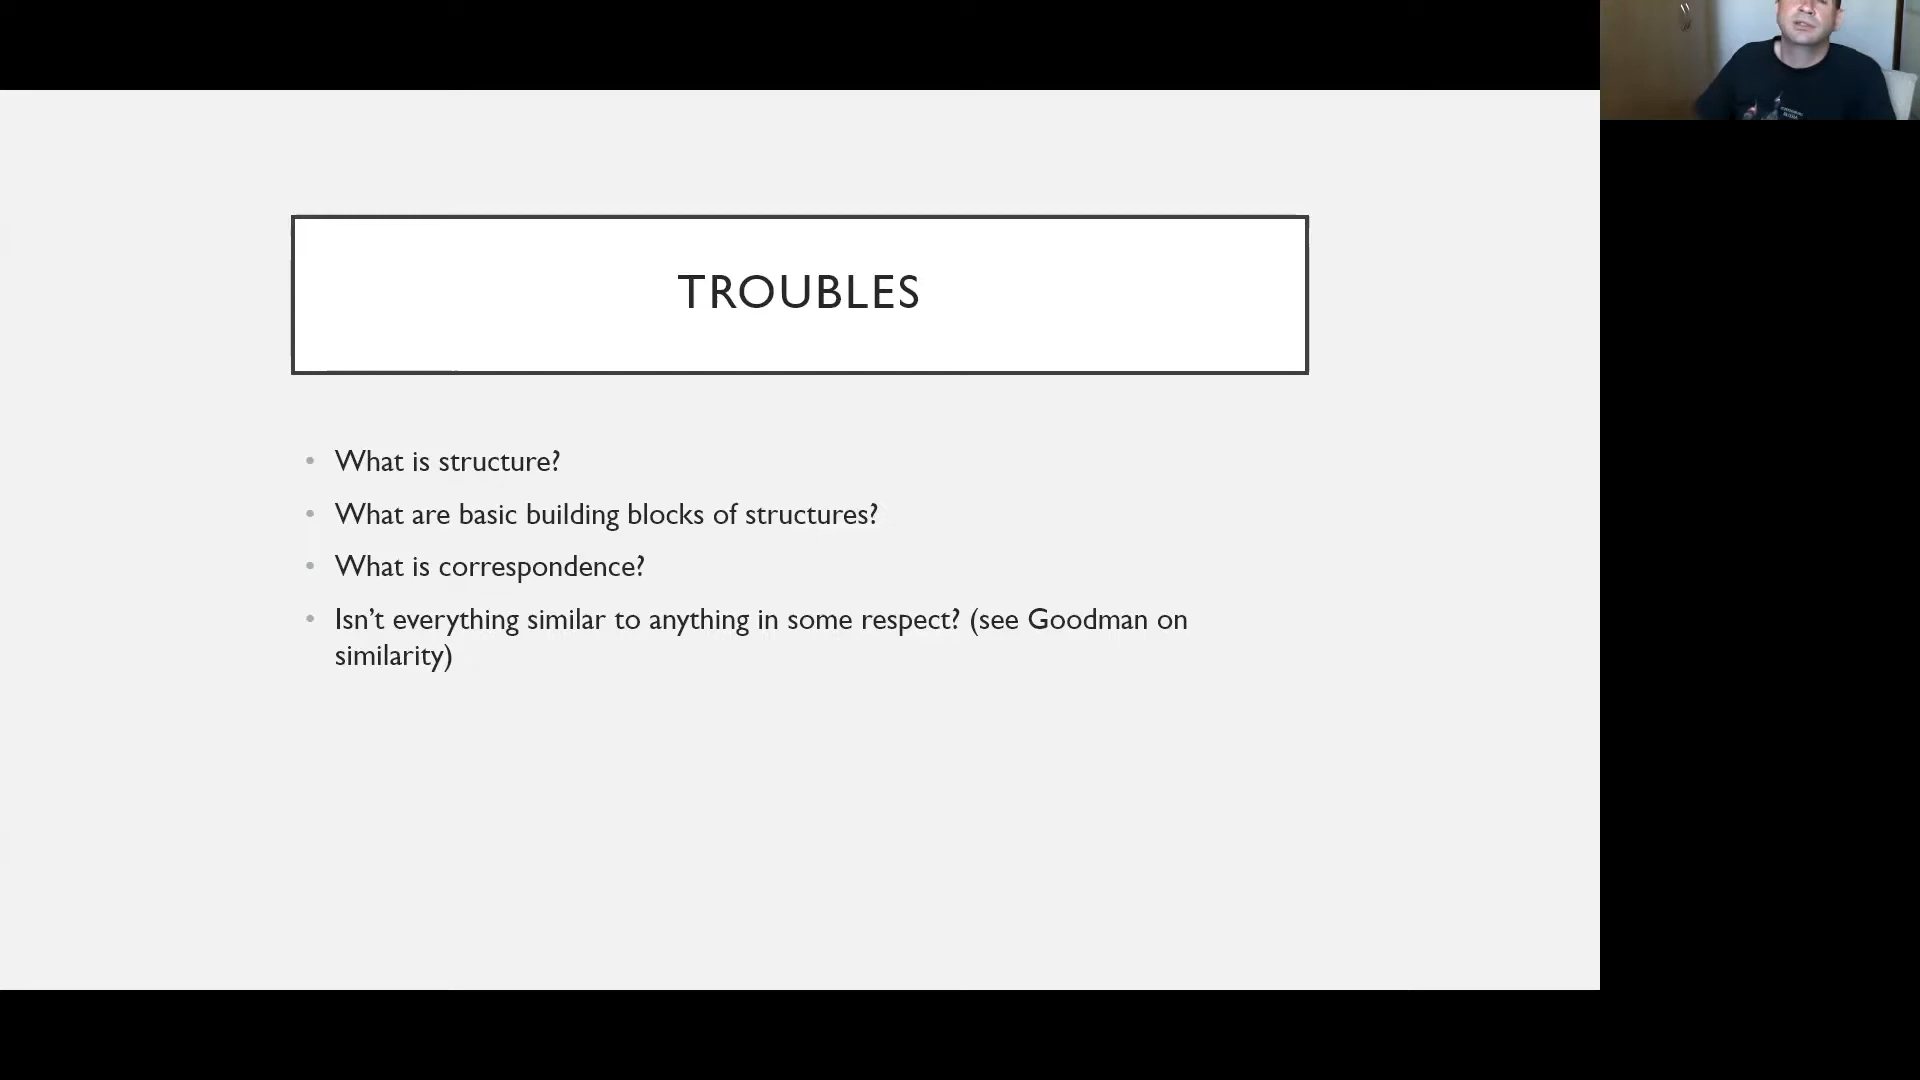 TROUBLES
• What is structure?
• What are basic building blocks of structures?
• What is correspondence?
• Isn’t everything similar to anything in some respect? (see Goodman on
similarity)